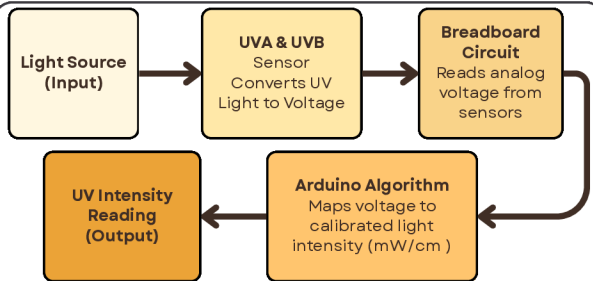 Light Source
(Input)
UVA & UVB
Sensor
Converts UV
Light to Voltage
Breadboard
Circuit
Reads analog
voltage from
sensors
UV Intensity
Reading
(Output)
Arduino Algorithm
Maps voltage to
calibrated light
intensity (mW/cm )